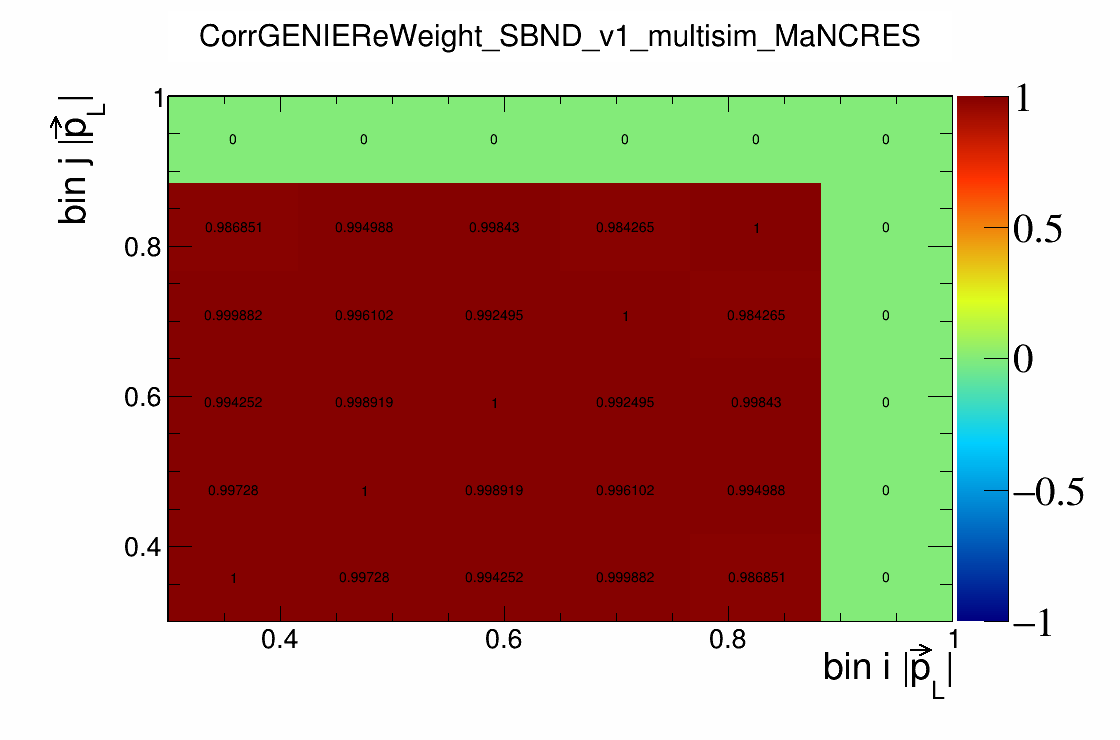 CorrGENIEReWeight_SBND_v1_multisim_MaNCRES
bin j |p⃗_L|
1
0.8
0.6
0.4
0 0 0 0 0 0
0.986851 0.994988 0.99843 0.984265 1 0
0.999882 0.996102 0.992495 1 0.984265 0
0.994252 0.998919 1 0.992495 0.99843 0
0.99728 1 0.998919 0.996102 0.994988 0
1 0.99728 0.994252 0.999882 0.986851 0
0.4 0.6 0.8 1
bin i |p⃗_L|
1
0.5
0
−0.5
−1